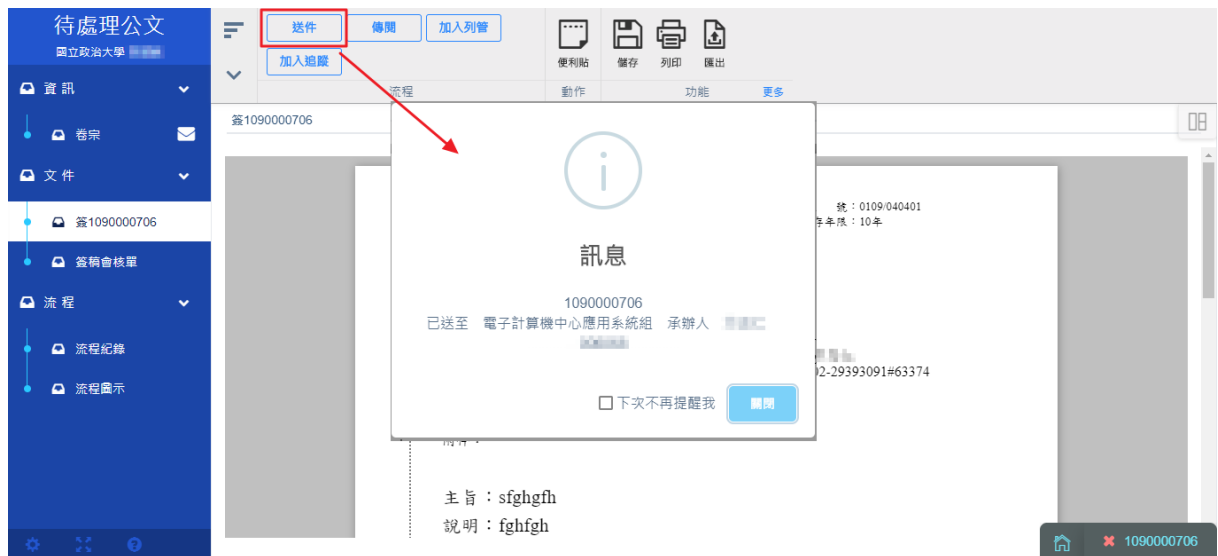 待處理公文
國立政治大學
資訊
卷宗
文件
簽1090000706
簽稿會核單
流程
流程紀錄
流程圖示
送件
傳閱
加入列管
加入追蹤
流程
便利貼
動作
儲存
列印
匯出
功能
更多
簽1090000706
號：0109/040401
存年限：10年
訊息
1090000706
已送至 電子計算機中心應用系統組 承辦人
下次不再提醒我
關閉
02-29393091#63374
主旨：sfghgfh
說明：fghfgh
1090000706